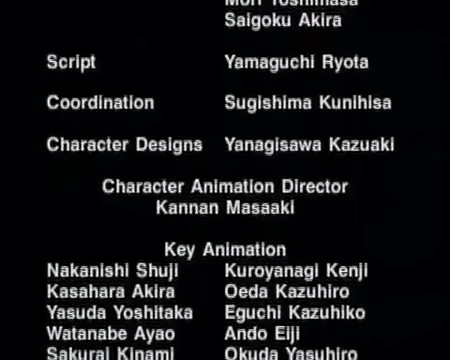 Mori Yoshimasa
Saigoku Akira
Script Yamaguchi Ryota
Coordination Sugishima Kunihisa
Character Designs Yanagisawa Kazuaki
Character Animation Director
Kannan Masaaki
Key Animation
Nakanishi Shuji Kuroyanagi Kenji
Kasahara Akira Oeda Kazuhiro
Yasuda Yoshitaka Eguchi Kazuhiko
Watanabe Ayao Ando Eiji
Sakurai Kinami Okuda Yasuhiro